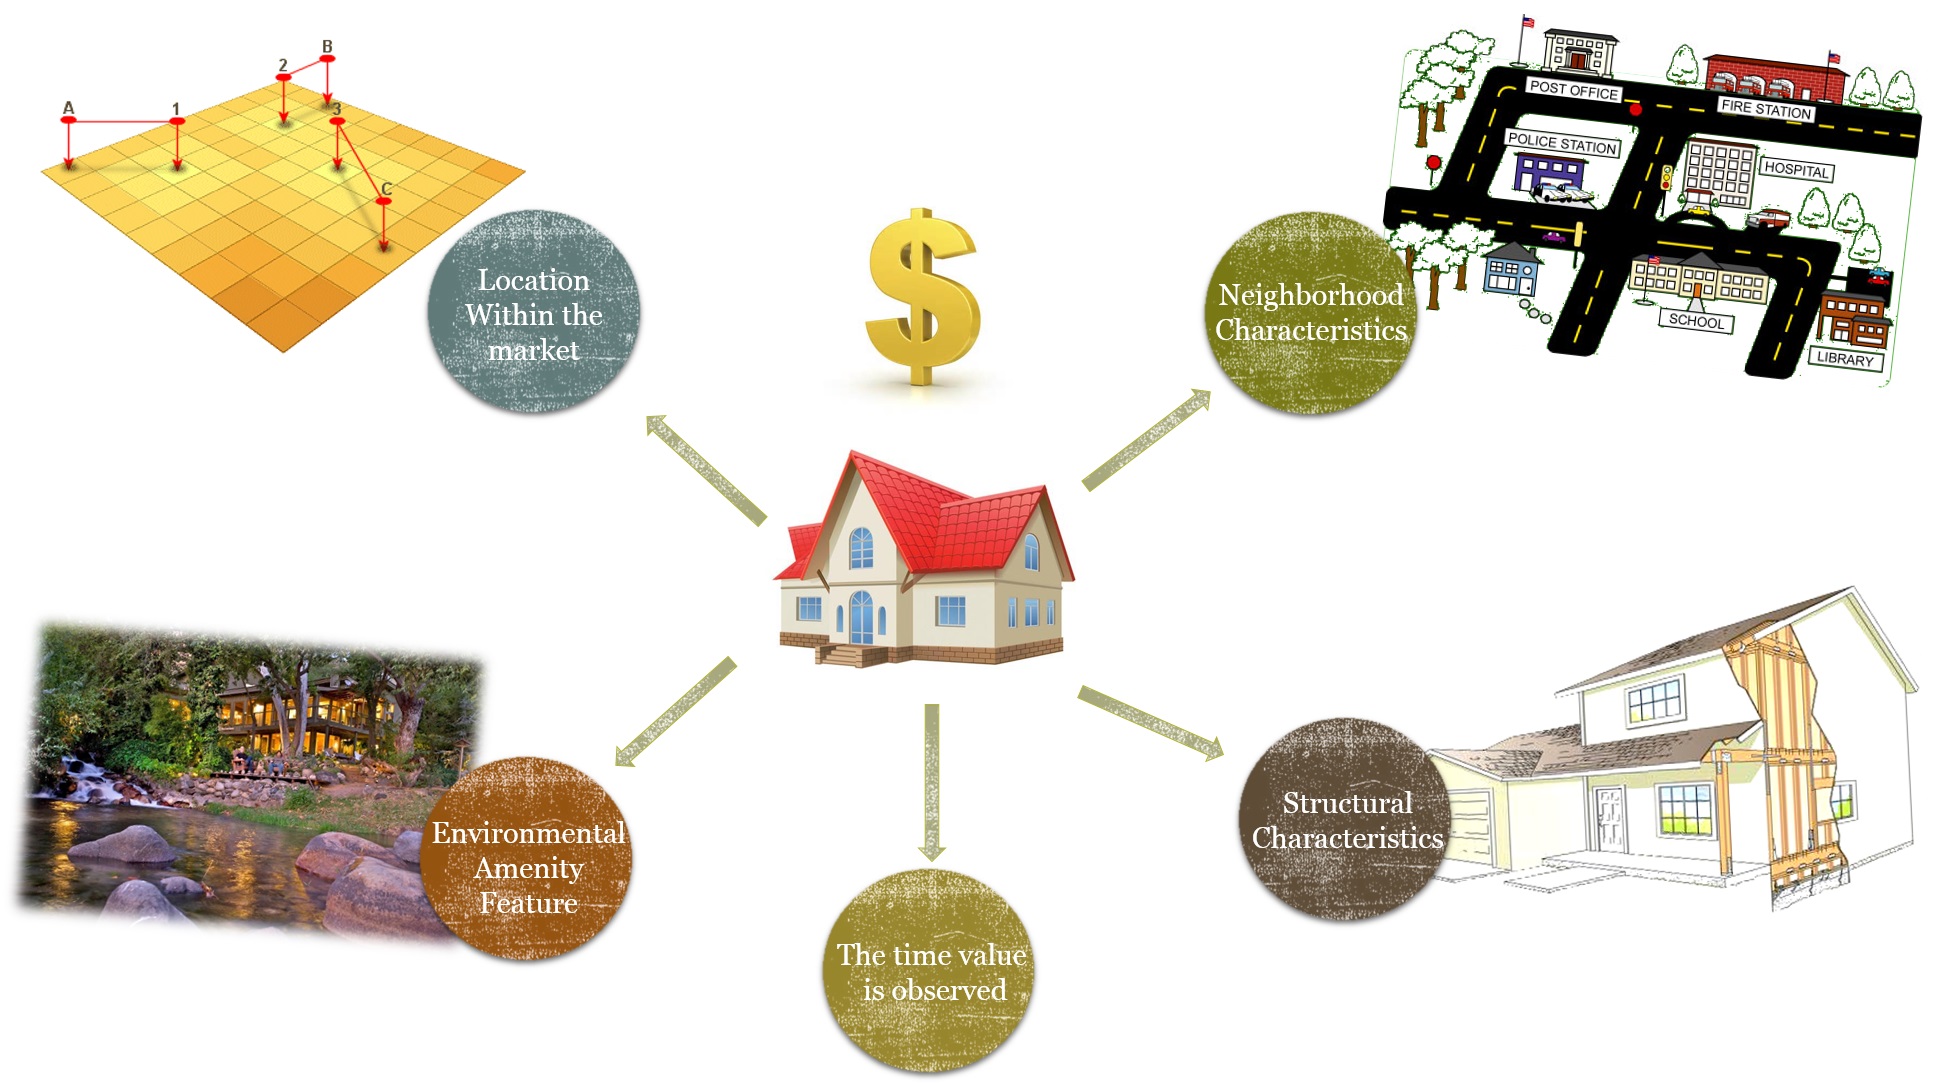 A
1
2
B
3
C
Location
Within the
market
$
Neighborhood
Characteristics
POST OFFICE
FIRE STATION
POLICE STATION
HOSPITAL
SCHOOL
LIBRARY
Environmental
Amenity
Feature
The time value
is observed
Structural
Characteristics